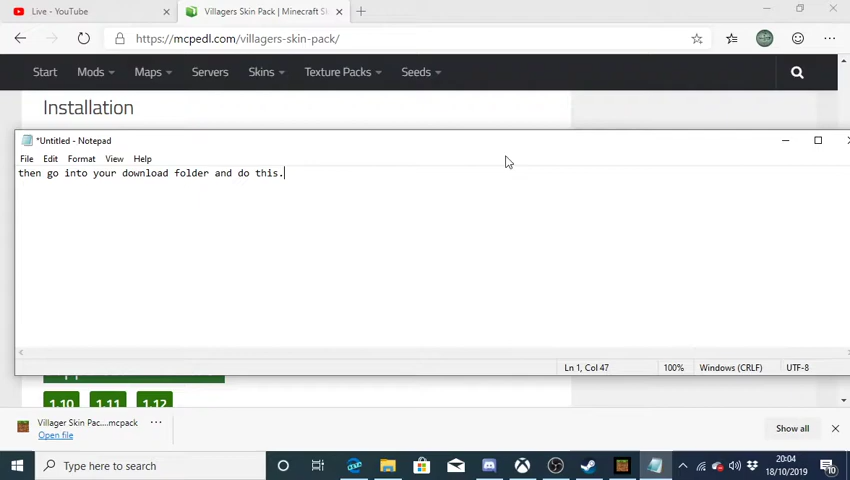 Live - YouTube
Villagers Skin Pack | Minecraft Sk
https://mcpedl.com/villagers-skin-pack/
Start Mods Maps Servers Skins Texture Packs Seeds
Installation
*Untitled - Notepad
File Edit Format View Help
then go into your download folder and do this.
Ln 1, Col 47 100% Windows (CRLF) UTF-8
1.10 1.11 1.12
Villager Skin Pac....mcpack
Open file
Show all
Type here to search
20:04
18/10/2019
10